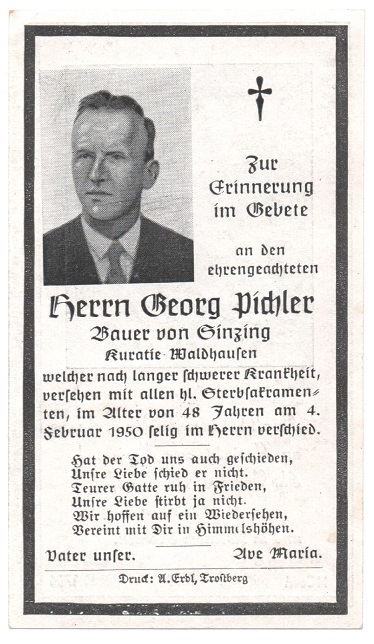 Zur
Erinnerung
im Gebete
an den
ehrengeachteten
Herrn Georg Pichler
Bauer von Sinzing
Kuratie Waldhausen
welcher nach langer schwerer Krankheit,
versehen mit allen hl. Sterbsakramen=
ten, im Alter von 48 Jahren am 4.
Februar 1950 selig im Herrn verschied.
Hat der Tod uns auch geschieden,
Unsre Liebe schied er nicht.
Teurer Gatte ruh in Frieden,
Unsre Liebe stirbt ja nicht.
Wir hoffen auf ein Wiedersehen,
Vereint mit Dir in Himmelshöhen.
Vater unser. Ave Maria.
Druck: A. Erdl, Trostberg